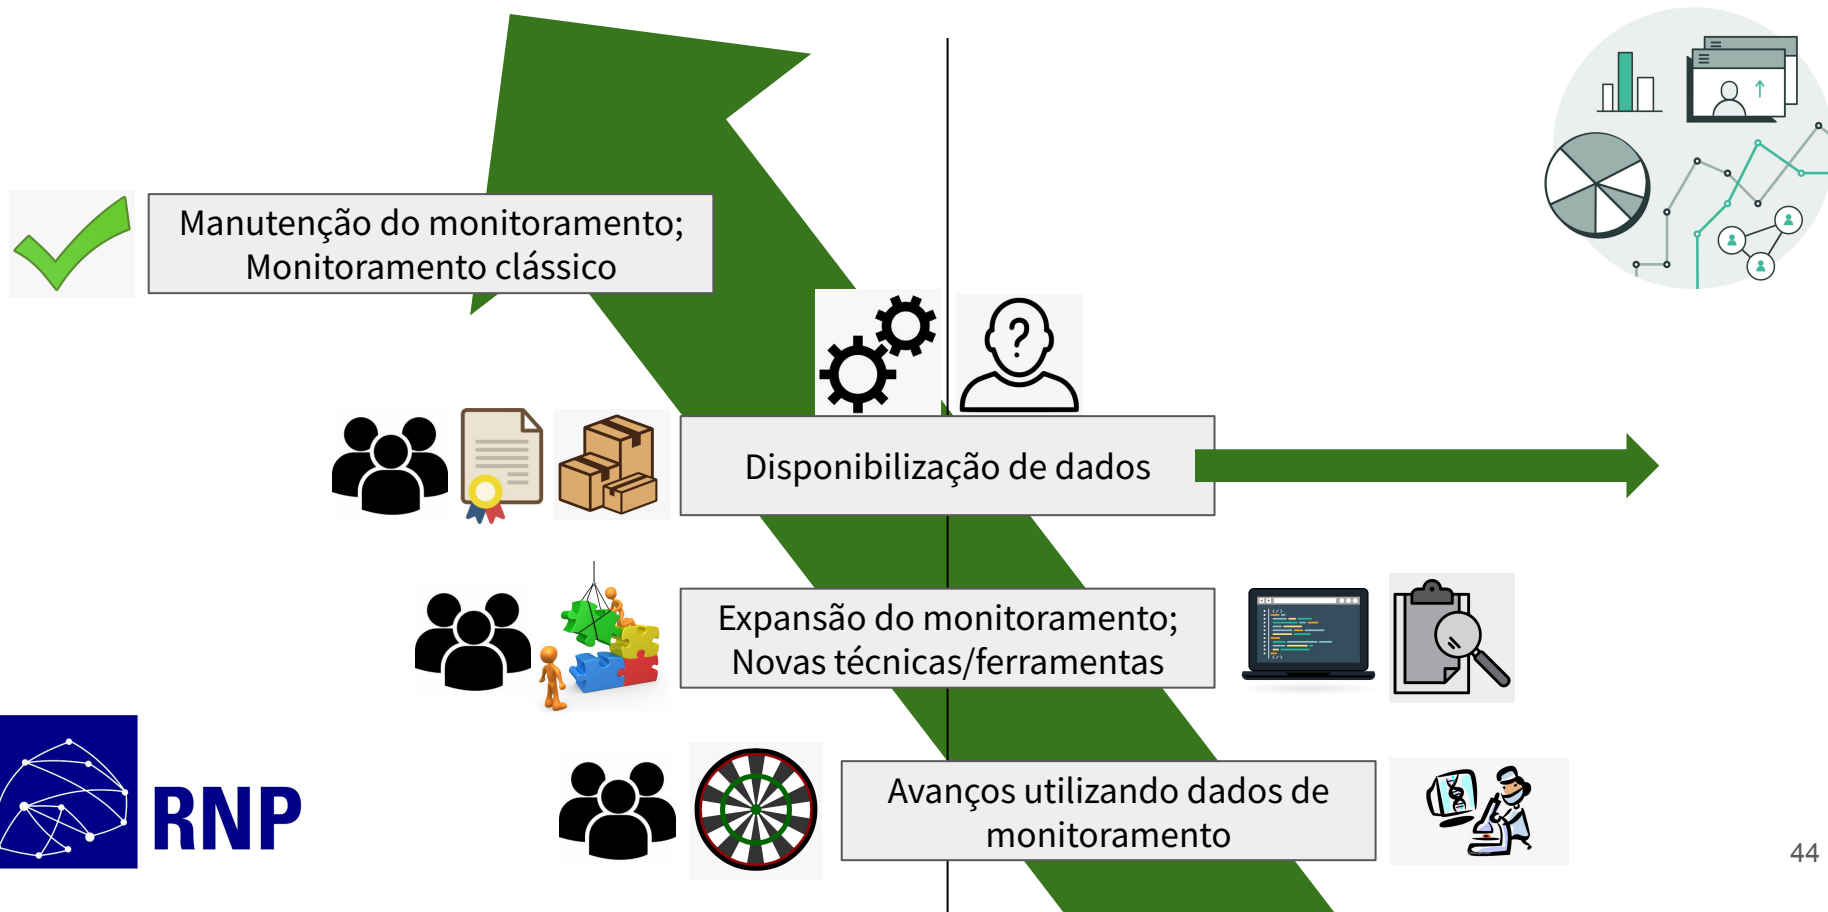 Manutenção do monitoramento;
Monitoramento clássico
?
Disponibilização de dados
Expansão do monitoramento;
Novas técnicas/ferramentas
Avanços utilizando dados de
monitoramento
RNP
44